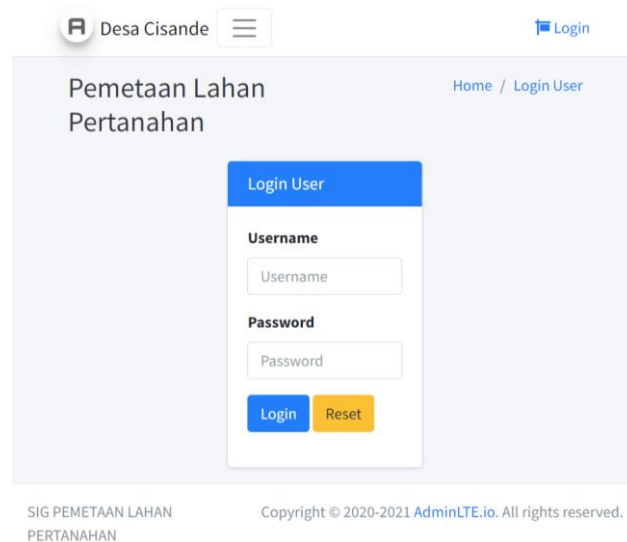 Desa Cisande
Login
Pemetaan Lahan
Pertanahan
Home / Login User
Login User
Username
Username
Password
Password
Login Reset
SIG PEMETAAN LAHAN
PERTANAHAN
Copyright © 2020-2021 AdminLTE.io. All rights reserved.